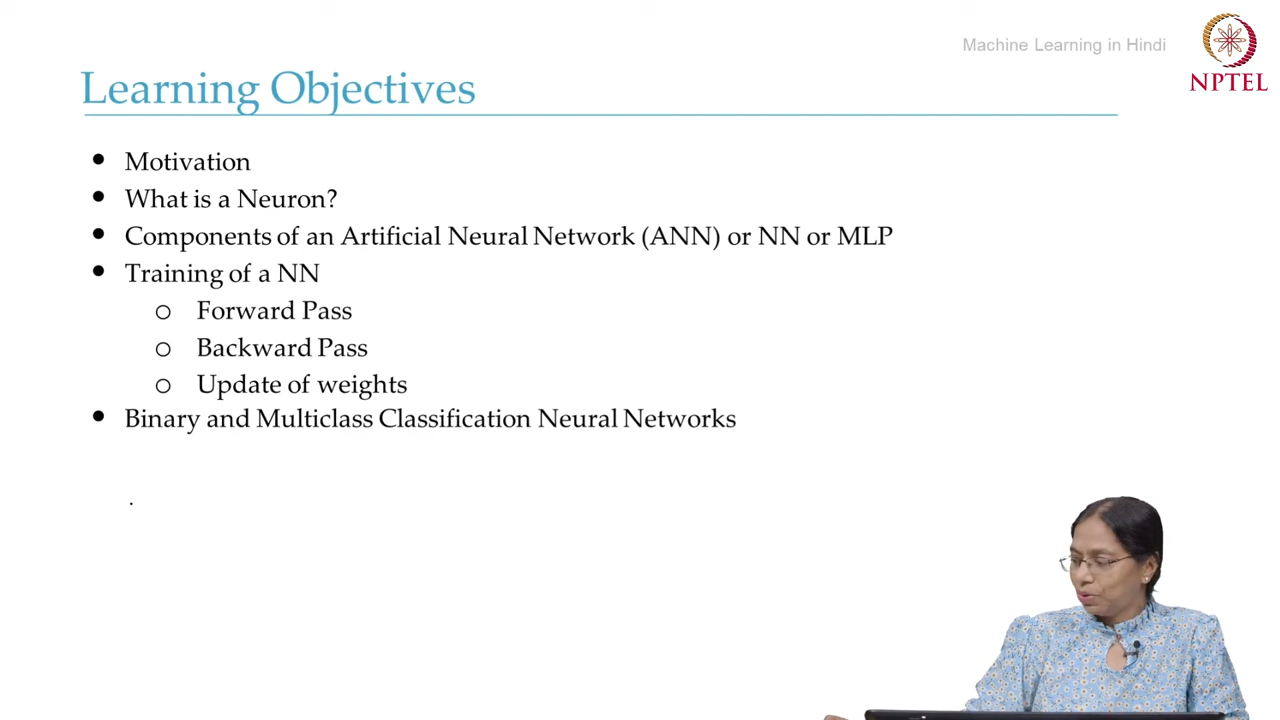 Machine Learning in Hindi
NPTEL
Learning Objectives
• Motivation
• What is a Neuron?
• Components of an Artificial Neural Network (ANN) or NN or MLP
• Training of a NN
o Forward Pass
o Backward Pass
o Update of weights
• Binary and Multiclass Classification Neural Networks
.